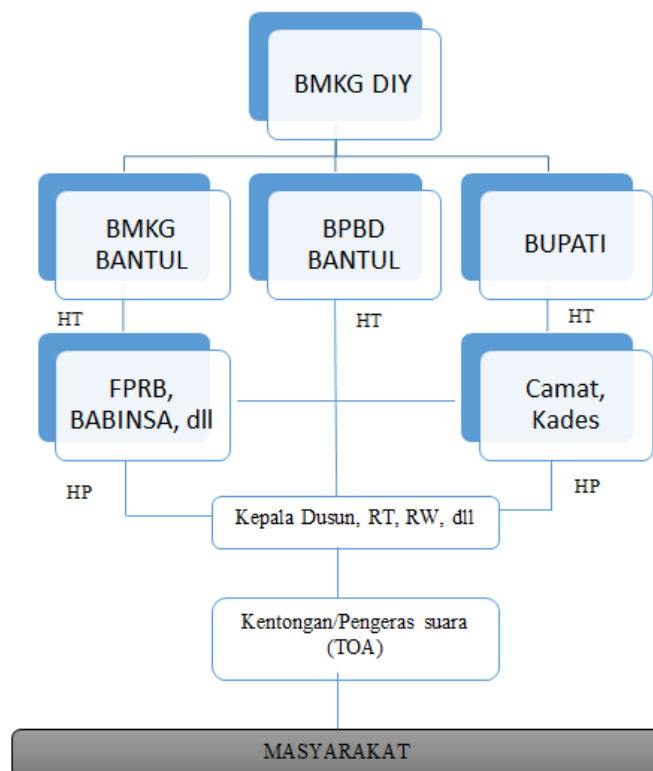 BMKG DIY
BMKG
BANTUL
BPBD
BANTUL
BUPATI
HT
HT
HT
FPRB,
BABINSA, dll
Camat,
Kades
HP
HP
Kepala Dusun, RT, RW, dll
Kentongan/Pengeras suara
(TOA)
MASYARAKAT